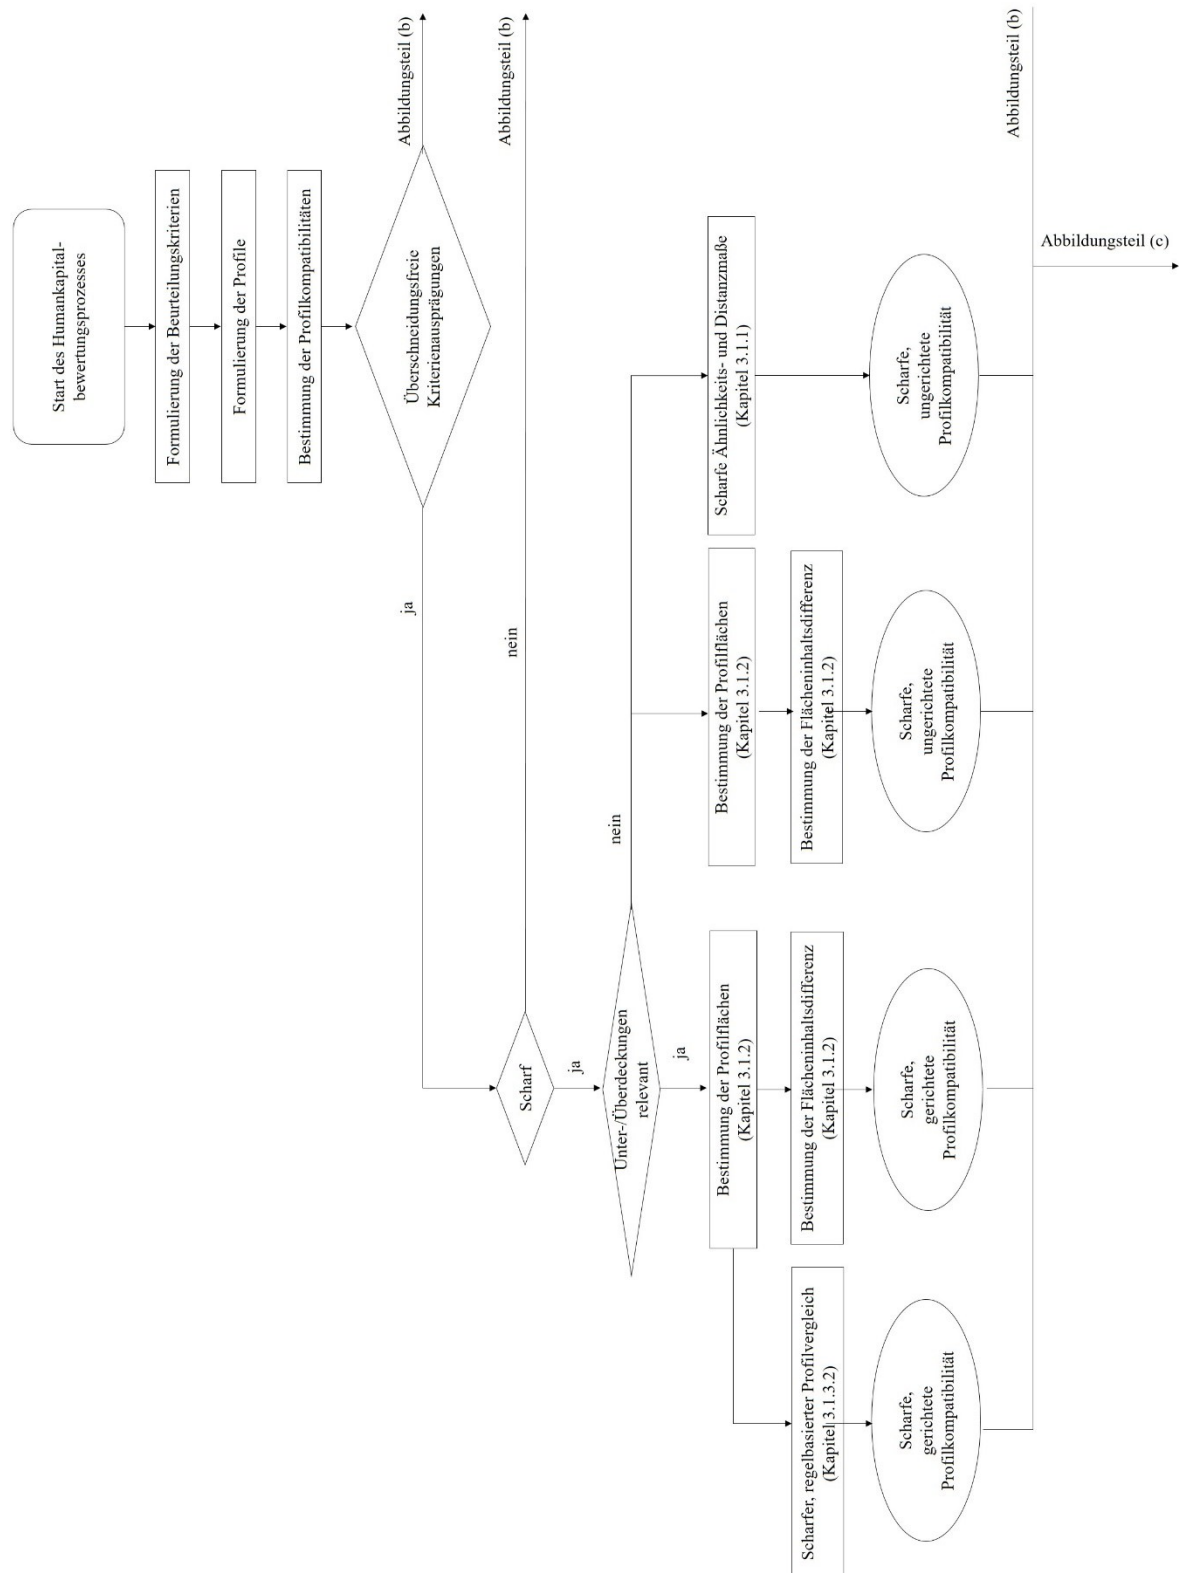 Start des Humankapital-
bewertungsprozesses
Formulierung der Beurteilungskriterien
Formulierung der Profile
Bestimmung der Profilkompatibilitäten
Überschneidungsfreie
Kriterienausprägungen
Abbildungsteil (b)
ja
Scharf
nein
Abbildungsteil (b)
ja
Unter-/Überdeckungen
relevant
nein
ja
Scharfer, regelbasierter Profilvergleich
(Kapitel 3.1.3.2)
Bestimmung der Profilflächen
(Kapitel 3.1.2)
Bestimmung der Profilflächen
(Kapitel 3.1.2)
Scharfe Ähnlichkeits- und Distanzmaße
(Kapitel 3.1.1)
Bestimmung der Flächeninhaltsdifferenz
(Kapitel 3.1.2)
Bestimmung der Flächeninhaltsdifferenz
(Kapitel 3.1.2)
Scharfe,
gerichtete
Profilkompatibilität
Scharfe,
gerichtete
Profilkompatibilität
Scharfe,
ungerichtete
Profilkompatibilität
Scharfe,
ungerichtete
Profilkompatibilität
Abbildungsteil (b)
Abbildungsteil (c)